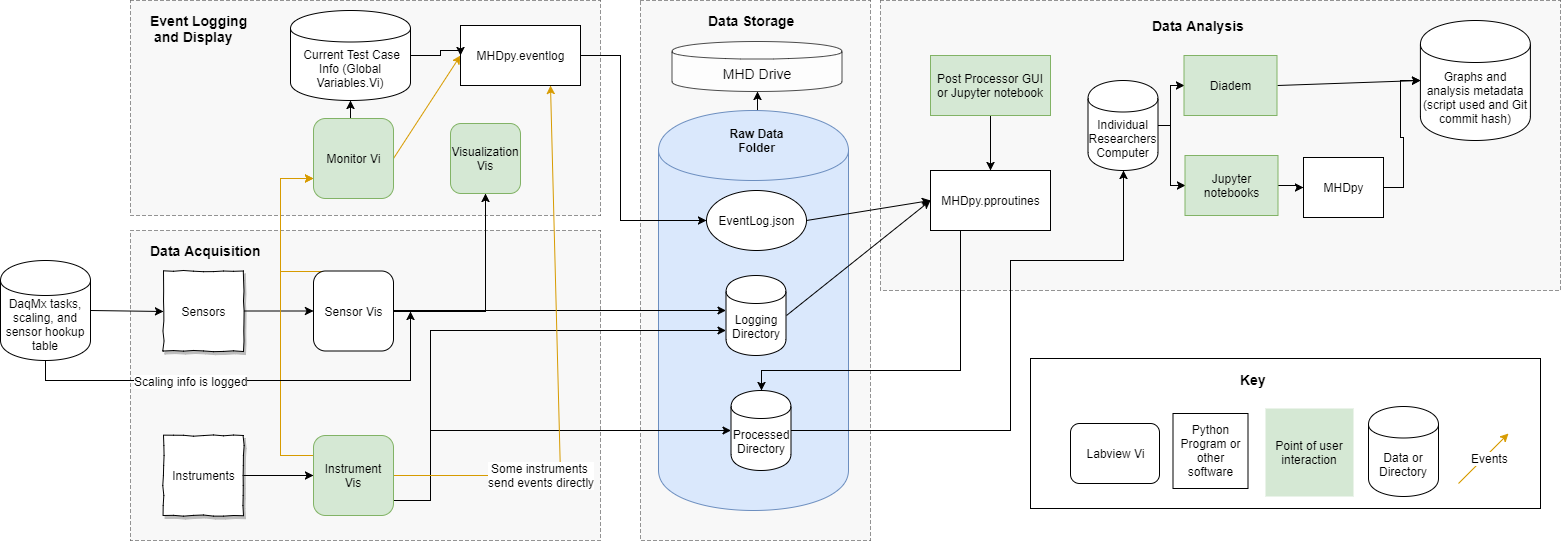 Event Logging
and Display
Current Test Case
Info (Global
Variables.Vi)
MHDpy.eventlog
Monitor Vi
Visualization
Vis
Data Acquisition
DaqMx tasks,
scaling, and
sensor hookup
table
Sensors
Sensor Vis
Scaling info is logged
Instruments
Instrument
Vis
Some instruments
send events directly
Data Storage
MHD Drive
Raw Data
Folder
EventLog.json
Logging
Directory
Processed
Directory
Data Analysis
Post Processor GUI
or Jupyter notebook
MHDpy.pproutines
Individual
Researchers
Computer
Diadem
Jupyter
notebooks
MHDpy
Graphs and
analysis metadata
(script used and Git
commit hash)
Key
Labview Vi
Python
Program or
other
software
Point of user
interaction
Data or
Directory
Events